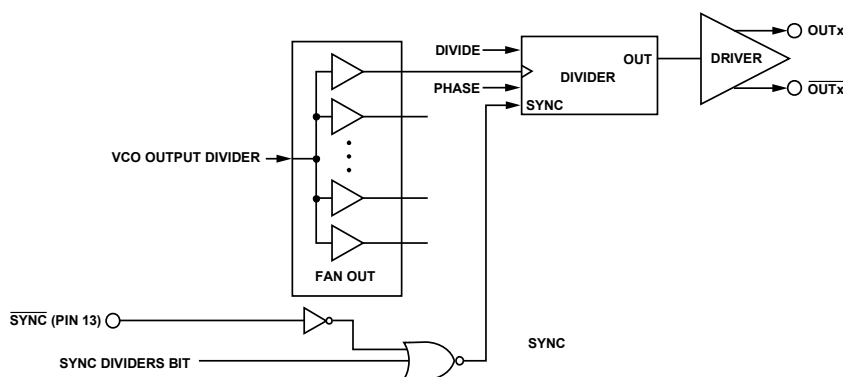 OUTx
DIVIDE
OUT
DIVIDER
DRIVER
PHASE
OUTx
SYNC
VCO OUTPUT DIVIDER
FAN OUT
SYNC (PIN 13)
SYNC
SYNC DIVIDERS BIT